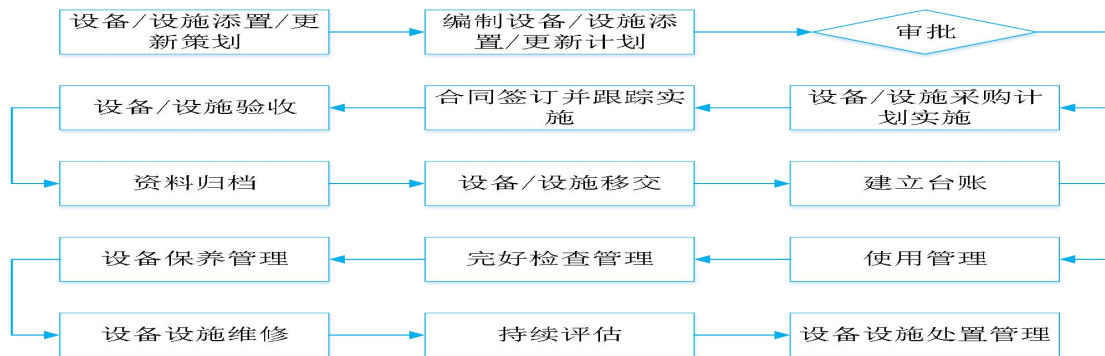 设备/设施添置/更
新策划
编制设备/设施添
置/更新计划
审批
设备/设施采购计
划实施
合同签订并跟踪实
施
设备/设施验收
资料归档
设备/设施移交
建立台账
使用管理
完好检查管理
设备保养管理
设备设施维修
持续评估
设备设施处置管理